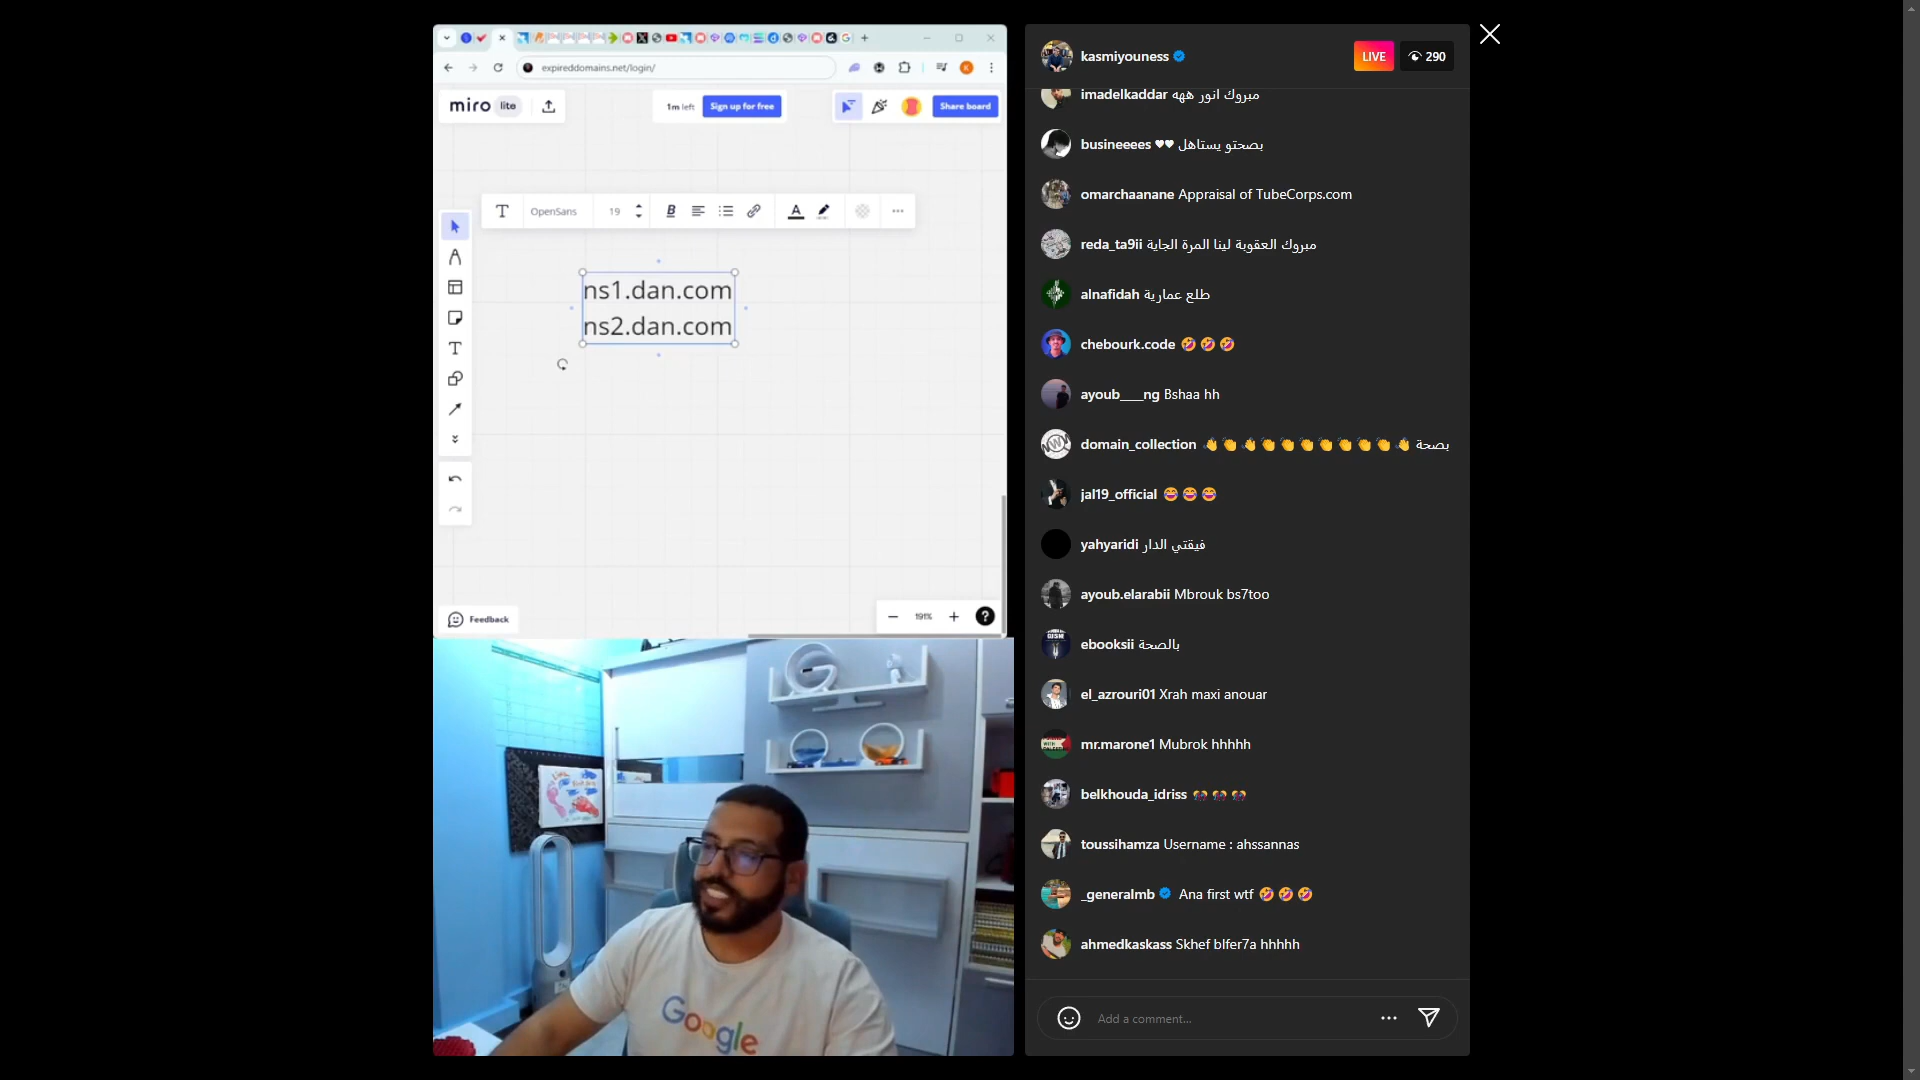 expireddomains.net/login/
miro lite
1m left
Sign up for free
Share board
OpenSans
19
ns1.dan.com
ns2.dan.com
Feedback
191%
Google
kasmiyouness
LIVE
290
imadelkaddar مبروك انور ههه
busineeees ♥♥ بصحتو يستاهل
omarchaanane Appraisal of TubeCorps.com
reda_ta9ii مبروك العقوبة لينا المرة الجاية
alnafidah طلع عمارية
chebourk.code 🤣🤣🤣
ayoub___ng Bshaa hh
domain_collection 👏👏👏👏👏👏👏👏👏👏👏 بصحة
jal19_official 😂😂😂
yahyaridi فيقتي الدار
ayoub.elarabii Mbrouk bs7too
ebooksii بالصحة
el_azrouri01 Xrah maxi anouar
mr.marone1 Mubrok hhhhh
belkhouda_idriss
toussihamza Username : ahssannas
_generalmb Ana first wtf 🤣🤣🤣
ahmedkaskass Skhef blfer7a hhhhh
Add a comment...